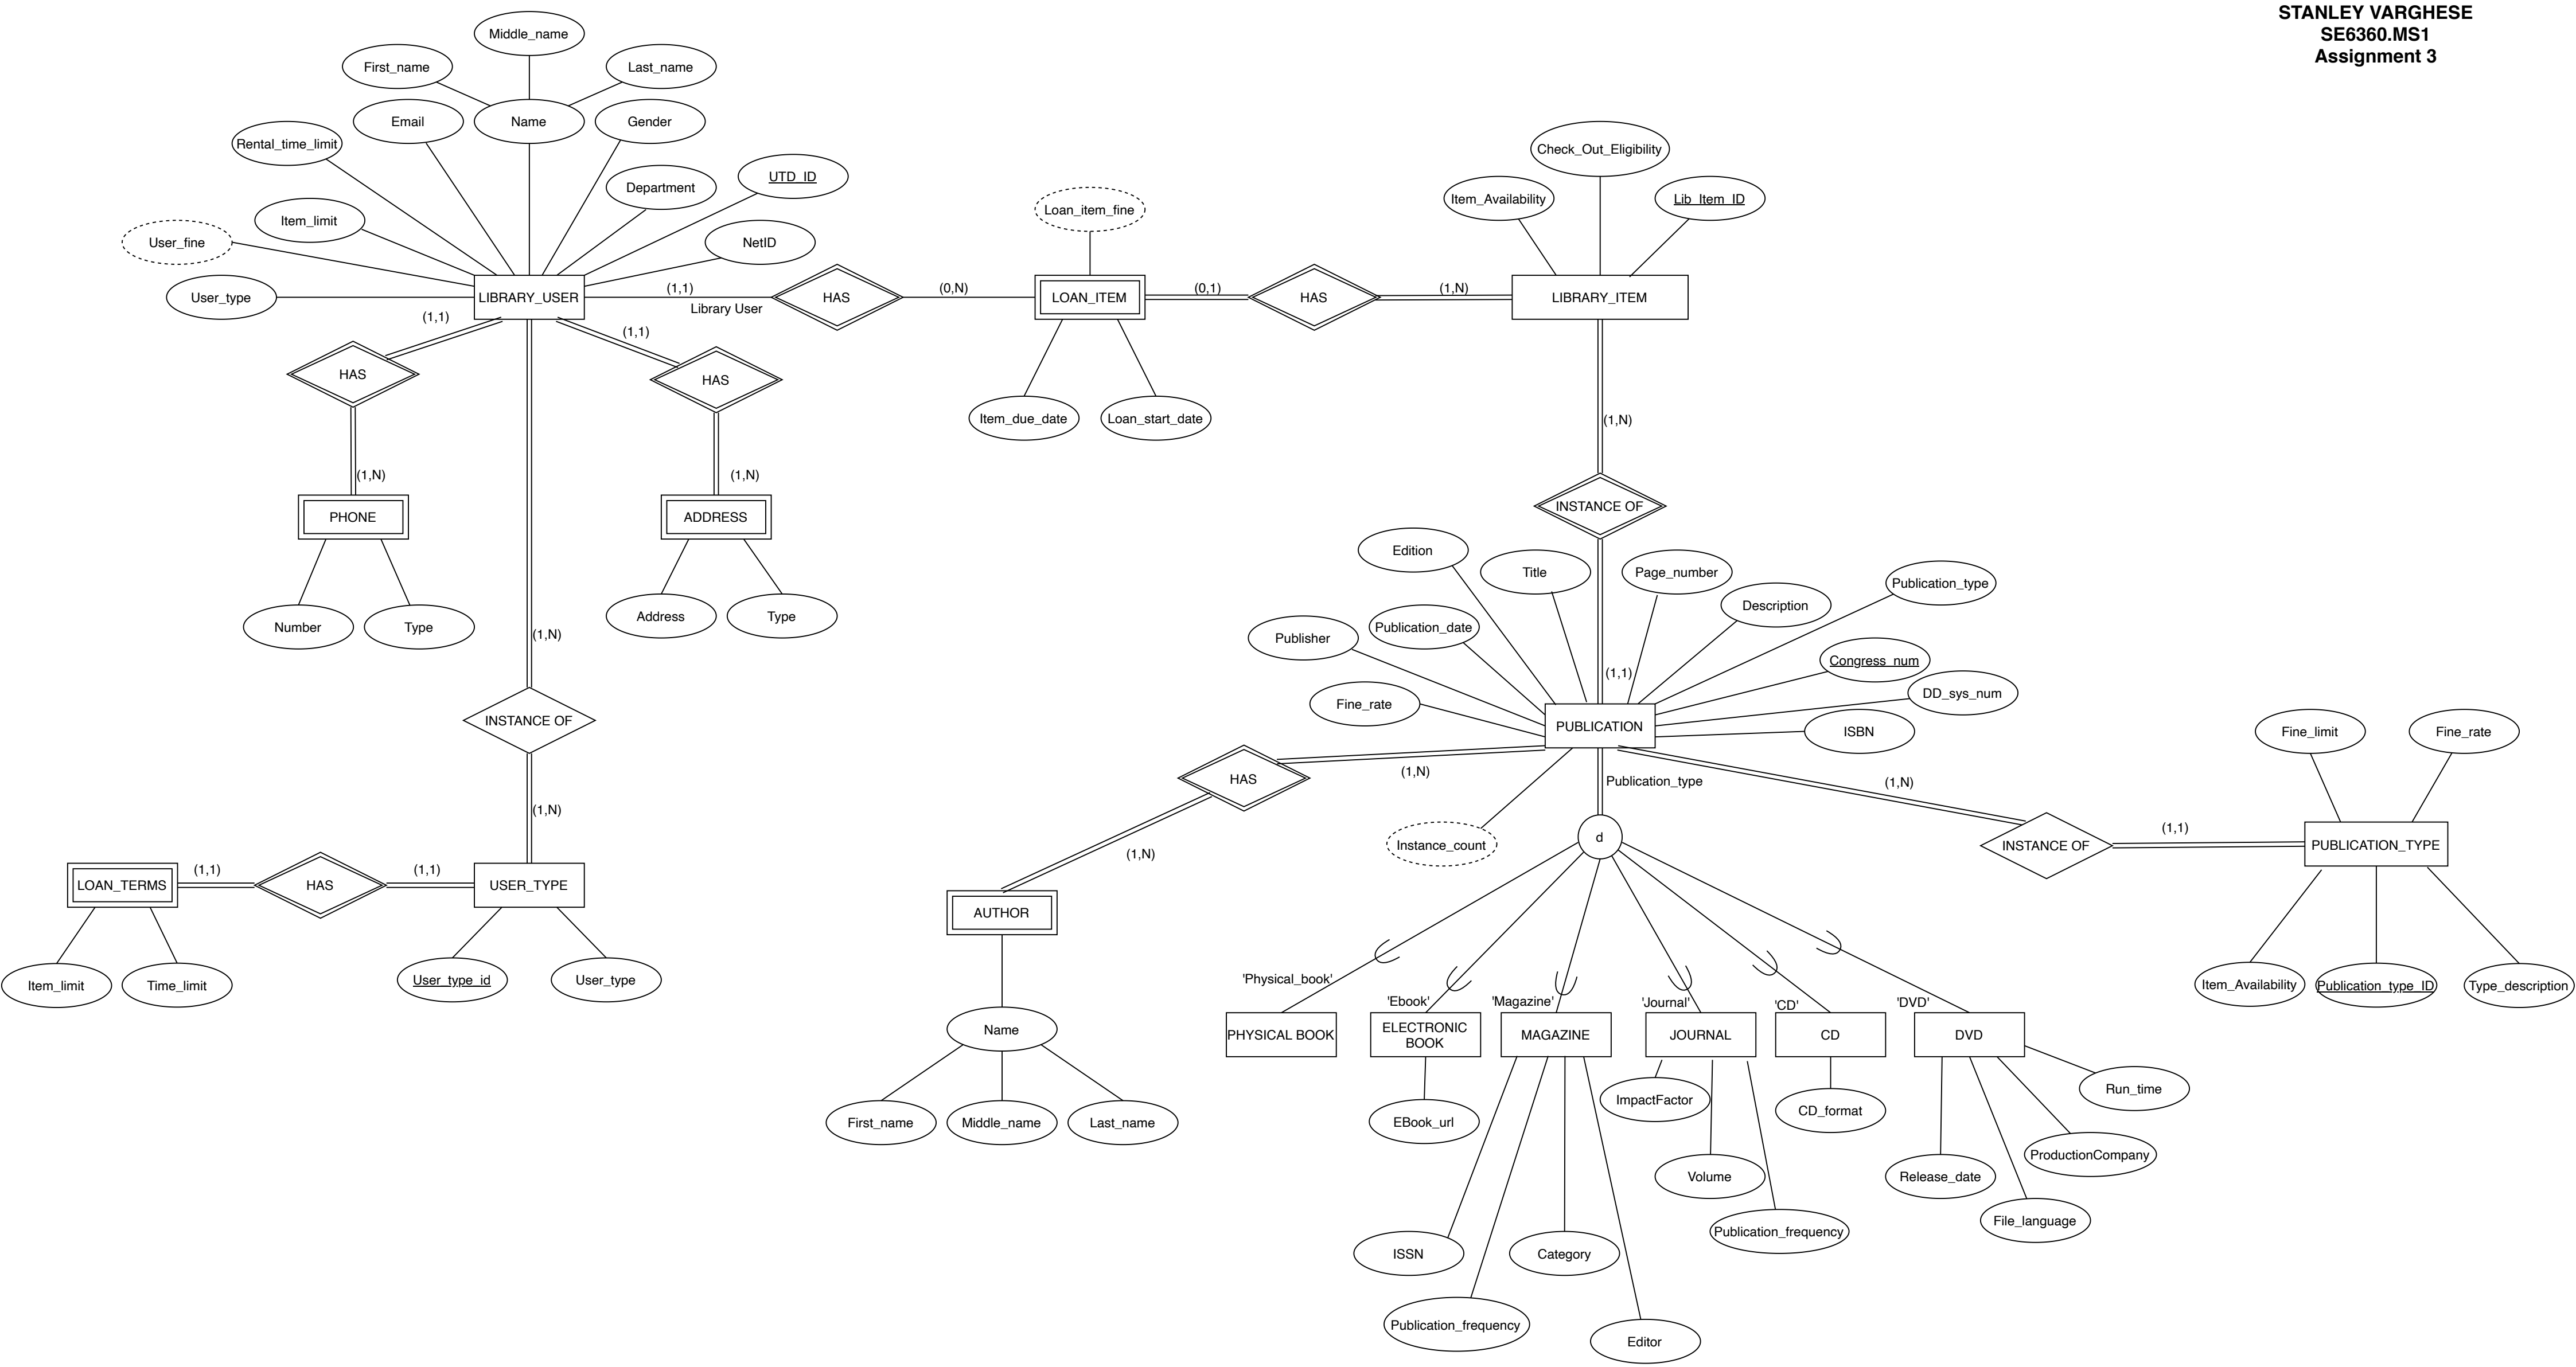 STANLEY VARGHESE
SE6360.MS1
Assignment 3
Middle_name
First_name
Last_name
Email
Name
Gender
Rental_time_limit
Department
UTD_ID
Item_limit
User_fine
NetID
User_type
LIBRARY_USER
(1,1)
Library User
HAS
(0,N)
Loan_item_fine
LOAN_ITEM
(0,1)
HAS
(1,N)
Check_Out_Eligibility
Item_Availability
Lib_Item_ID
LIBRARY_ITEM
Item_due_date
Loan_start_date
(1,1)
(1,1)
HAS
HAS
(1,N)
(1,N)
PHONE
ADDRESS
Number
Type
Address
Type
(1,N)
INSTANCE OF
(1,N)
LOAN_TERMS
(1,1)
HAS
(1,1)
USER_TYPE
Item_limit
Time_limit
User_type_id
User_type
(1,N)
INSTANCE OF
Edition
Title
Page_number
Description
Publication_type
Publisher
Publication_date
Congress_num
DD_sys_num
(1,1)
Fine_rate
PUBLICATION
ISBN
HAS
(1,N)
Publication_type
(1,N)
Instance_count
d
(1,N)
AUTHOR
Name
First_name
Middle_name
Last_name
Fine_limit
Fine_rate
INSTANCE OF
(1,1)
PUBLICATION_TYPE
Item_Availability
Publication_type_ID
Type_description
'Physical_book'
'Ebook'
'Magazine'
'Journal'
'CD'
'DVD'
PHYSICAL BOOK
ELECTRONIC
BOOK
MAGAZINE
JOURNAL
CD
DVD
EBook_url
ImpactFactor
CD_format
Run_time
Volume
Release_date
ProductionCompany
File_language
Publication_frequency
ISSN
Category
Publication_frequency
Editor